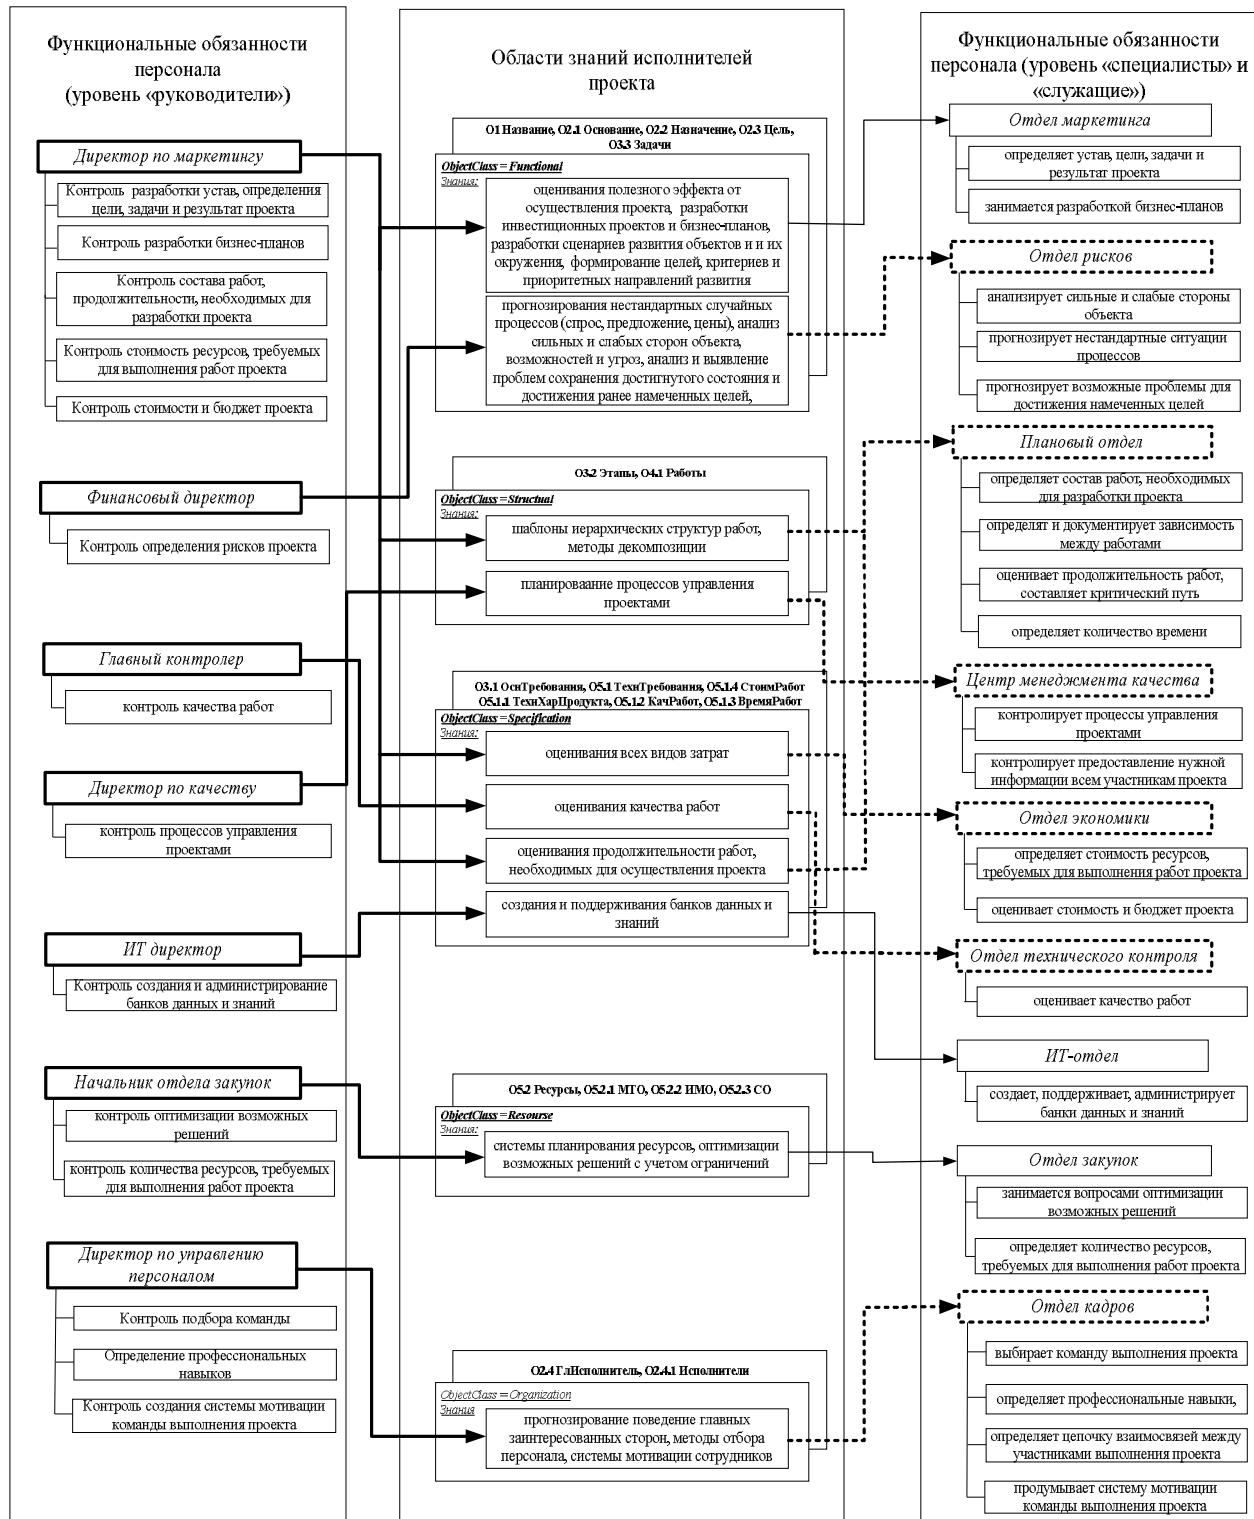 Функциональные обязанности
персонала
(уровень «руководители»)
Директор по маркетингу
Контроль разработки устав, определения
цели, задачи и результат проекта
Контроль разработки бизнес-планов
Контроль состава работ,
продолжительности, необходимых для
разработки проекта
Контроль стоимость ресурсов, требуемых
для выполнения работ проекта
Контроль стоимости и бюджет проекта
Финансовый директор
Контроль определения рисков проекта
Главный контролер
контроль качества работ
Директор по качеству
контроль процессов управления
проектами
ИТ директор
Контроль создания и администрирование
банков данных и знаний
Начальник отдела закупок
контроль оптимизации возможных
решений
контроль количества ресурсов, требуемых
для выполнения работ проекта
Директор по управлению
персоналом
Контроль подбора команды
Определение профессиональных
навыков
Контроль создания системы мотивации
команды выполнения проекта
Области знаний исполнителей
проекта
О1 Название, О2.1 Основание, О2.2 Назначение, О2.3 Цель,
О3.3 Задачи
ObjectClass = Functional
Знания:
оценивания полезного эффекта от
осуществления проекта, разработки
инвестиционных проектов и бизнес-планов,
разработки сценариев развития объектов и и их
окружения, формирование целей, критериев и
приоритетных направлений развития
прогнозирования нестандартных случайных
процессов (спрос, предложение, цены), анализ
сильных и слабых сторон объекта,
возможностей и угроз, анализ и выявление
проблем сохранения достигнутого состояния и
достижения ранее намеченных целей,
О3.2 Этапы, О4.1 Работы
ObjectClass = Structual
Знания:
шаблоны иерархических структур работ,
методы декомпозиции
планирваание процессов управления
проектами
О3.1 ОснТребования, О5.1 ТехнТребования, О5.1.4 СтоимРабот
О5.1.1 ТехнХарПродукта, О5.1.2 КачРабот, О5.1.3 ВремяРабот
ObjectClass = Specification
Знания:
оценивания всех видов затрат
оценивания качества работ
оценивания продолжительности работ,
необходимых для осуществления проекта
создания и поддерживания банков данных и
знаний
О5.2 Ресурсы, О5.2.1 МТО, О5.2.2 ИМО, О5.2.3 СО
ObjectClass = Resourse
Знания:
системы планирования ресурсов, оптимизации
возможных решений с учетом ограничений
О2.4 ГлИсполнитель, О2.4.1 Исполнители
ObjectClass = Organization
Знания
прогнозирование поведение главных
заинтересованных сторон, методы отбора
персонала, системы мотивации сотрудников
Функциональные обязанности
персонала (уровень «специалисты» и
«служащие»)
Отдел маркетинга
определяет устав, цели, задачи и
результат проекта
занимается разработкой бизнес-планов
Отдел рисков
анализирует сильные и слабые стороны
объекта
прогнозирует нестандартные ситуации
процессов
прогнозирует возможные проблемы для
достижения намеченных целей
Плановый отдел
определяет состав работ, необходимых
для разработки проекта
определят и документирует зависимость
между работами
оценивает продолжительность работ,
составляет критический путь
определяет количество времени
Центр менеджмента качества
контролирует процессы управления
проектами
контролирует предоставление нужной
информации всем участникам проекта
Отдел экономики
определяет стоимость ресурсов,
требуемых для выполнения работ проекта
оценивает стоимость и бюджет проекта
Отдел технического контроля
оценивает качество работ
ИТ-отдел
создает, поддерживает, администрирует
банки данных и знаний
Отдел закупок
занимается вопросами оптимизации
возможных решений
определяет количество ресурсов,
требуемых для выполнения работ проекта
Отдел кадров
выбирает команду выполнения проекта
определяет профессиональные навыки,
определяет цепочку взаимосвязей между
участниками выполнения проекта
продумывает систему мотивации
команды выполнения проекта